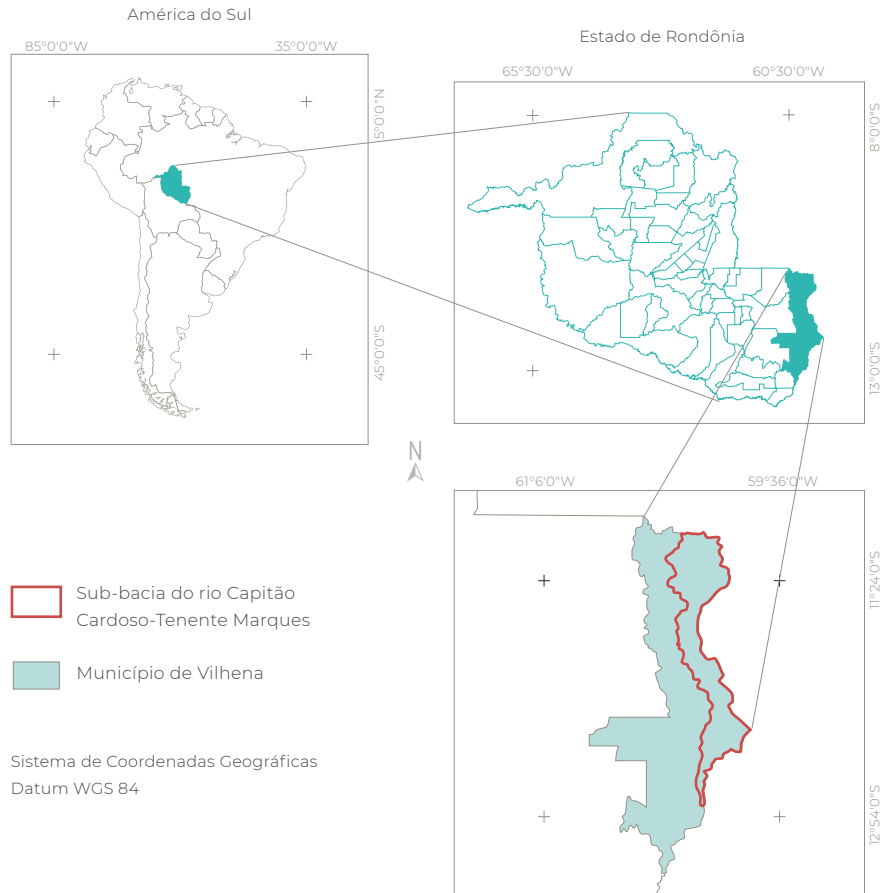 América do Sul
85°0'0"W
35°0'0"W
5°0'0"N
45°0'0"S
Estado de Rondônia
65°30'0"W
60°30'0"W
8°0'0"S
13°0'0"S
N
61°6'0"W
59°36'0"W
11°24'0"S
12°54'0"S
Sub-bacia do rio Capitão
Cardoso-Tenente Marques
Município de Vilhena
Sistema de Coordenadas Geográficas
Datum WGS 84